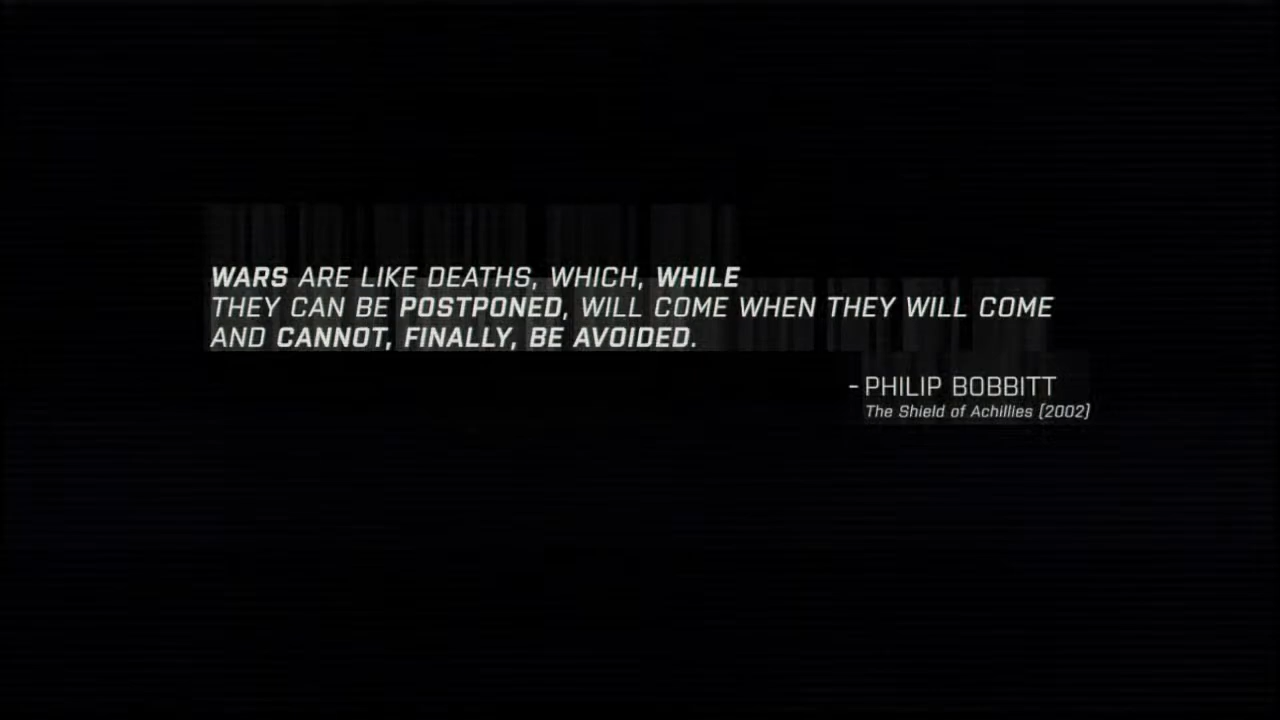 WARS ARE LIKE DEATHS, WHICH, WHILE
THEY CAN BE POSTPONED, WILL COME WHEN THEY WILL COME
AND CANNOT, FINALLY, BE AVOIDED.
- PHILIP BOBBITT
The Shield of Achillies [2002]